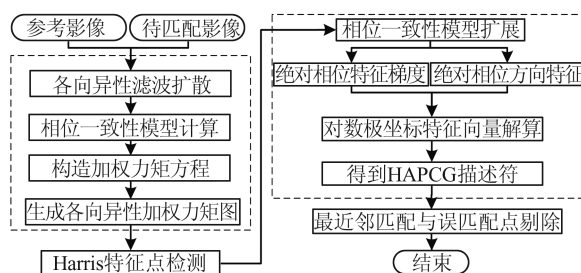 参考影像
待匹配影像
各向异性滤波扩散
相位一致性模型计算
构造加权力矩方程
生成各向异性加权力矩图
Harris特征点检测
相位一致性模型扩展
绝对相位特征梯度
绝对相位方向特征
对数极坐标特征向量解算
得到HAPCG描述符
最近邻匹配与误匹配点剔除
结束